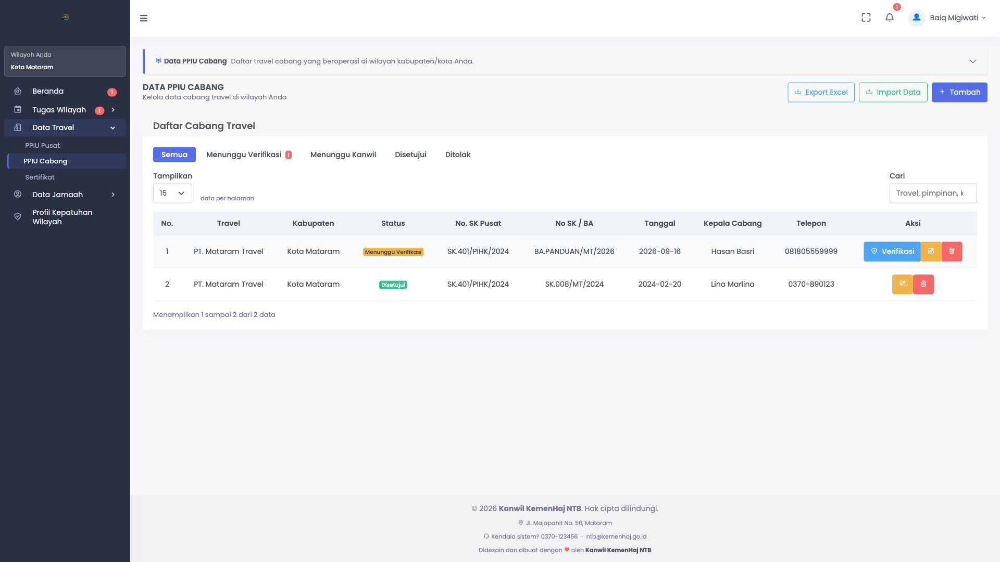 1
Baiq Migiwati
Wilayah Anda
Kota Mataram
Beranda 1
Tugas Wilayah 1
Data Travel
PPIU Pusat
PPIU Cabang
Sertifikat
Data Jamaah
Profil Kepatuhan
Wilayah
Data PPIU Cabang Daftar travel cabang yang beroperasi di wilayah kabupaten/kota Anda.
DATA PPIU CABANG
Kelola data cabang travel di wilayah Anda
Export Excel Import Data + Tambah
Daftar Cabang Travel
Semua Menunggu Verifikasi 1 Menunggu Kanwil Disetujui Ditolak
Tampilkan Cari
15 data per halaman Travel, pimpinan, k
No. Travel Kabupaten Status No. SK Pusat No SK / BA Tanggal Kepala Cabang Telepon Aksi
1 PT. Mataram Travel Kota Mataram Menunggu Verifikasi SK.401/PIHK/2024 BA.PANDUAN/MT/2026 2026-09-16 Hasan Basri 081805559999 Verifikasi
2 PT. Mataram Travel Kota Mataram Disetujui SK.401/PIHK/2024 SK.008/MT/2024 2024-02-20 Lina Marlina 0370-890123
Menampilkan 1 sampai 2 dari 2 data
© 2026 Kanwil KemenHaj NTB. Hak cipta dilindungi.
Jl. Majapahit No. 56, Mataram
Kendala sistem? 0370-123456 · ntb@kemenhaj.go.id
Didesain dan dibuat dengan ❤ oleh Kanwil KemenHaj NTB